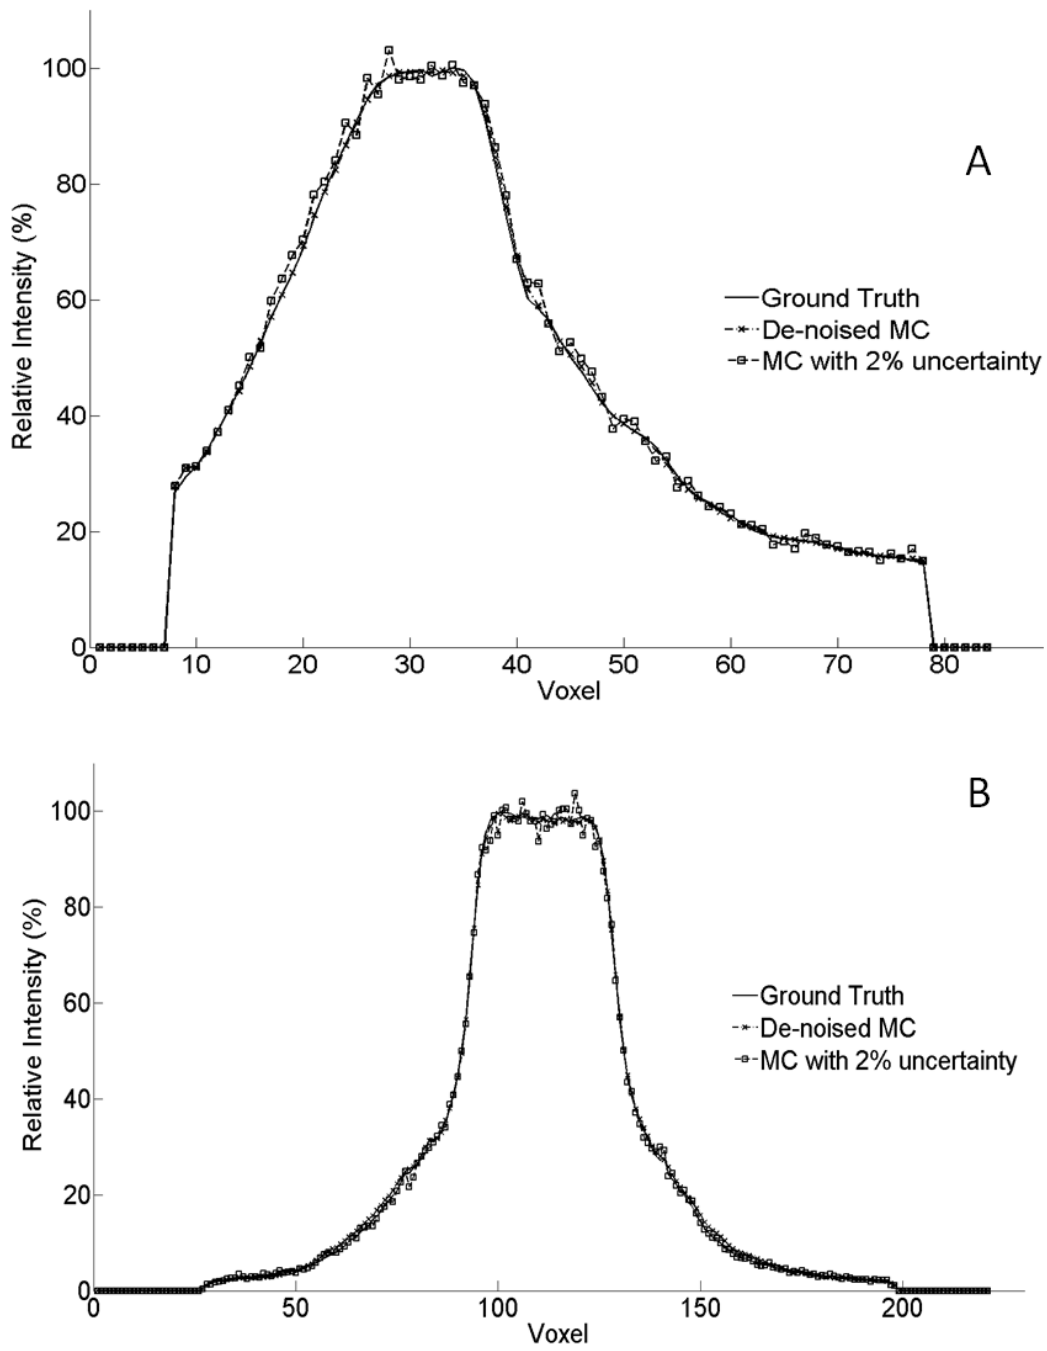 A
100
80
60
40
20
0
Relative Intensity (%)
Ground Truth
De-noised MC
MC with 2% uncertainty
0 10 20 30 40 50 60 70 80
Voxel
B
100
80
60
40
20
0
Relative Intensity (%)
Ground Truth
De-noised MC
MC with 2% uncertainty
0 50 100 150 200
Voxel